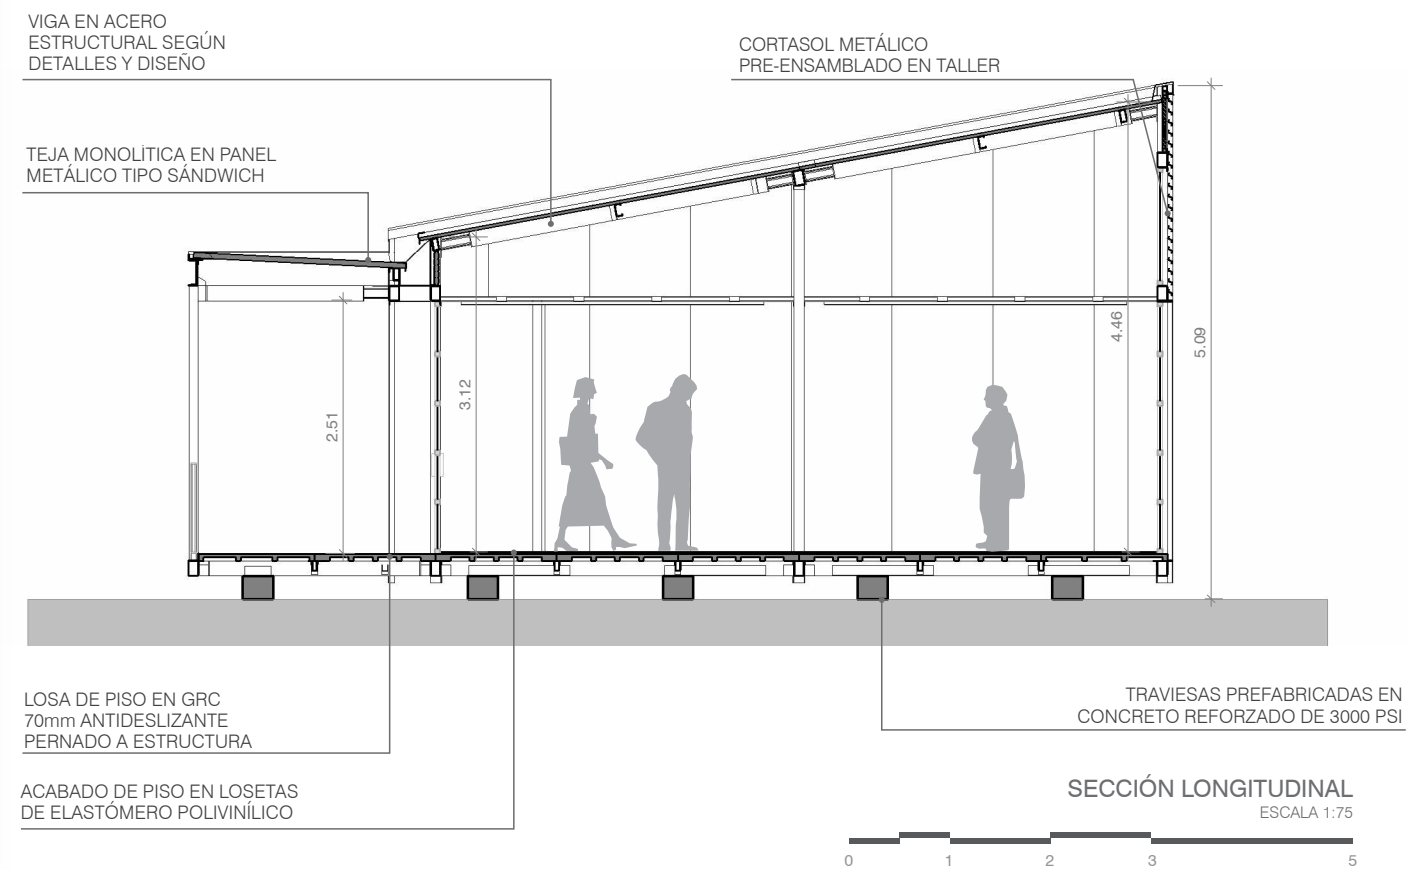 VIGA EN ACERO
ESTRUCTURAL SEGÚN
DETALLES Y DISEÑO
CORTASOL METÁLICO
PRE-ENSAMBLADO EN TALLER
TEJA MONOLÌTICA EN PANEL
METÁLICO TIPO SÁNDWICH
2.51
3.12
4.46
5.09
LOSA DE PISO EN GRC
70mm ANTIDESLIZANTE
PERNADO A ESTRUCTURA
ACABADO DE PISO EN LOSETAS
DE ELASTÓMERO POLIVINÍLICO
TRAVIESAS PREFABRICADAS EN
CONCRETO REFORZADO DE 3000 PSI
SECCIÓN LONGITUDINAL
ESCALA 1:75
0 1 2 3 5